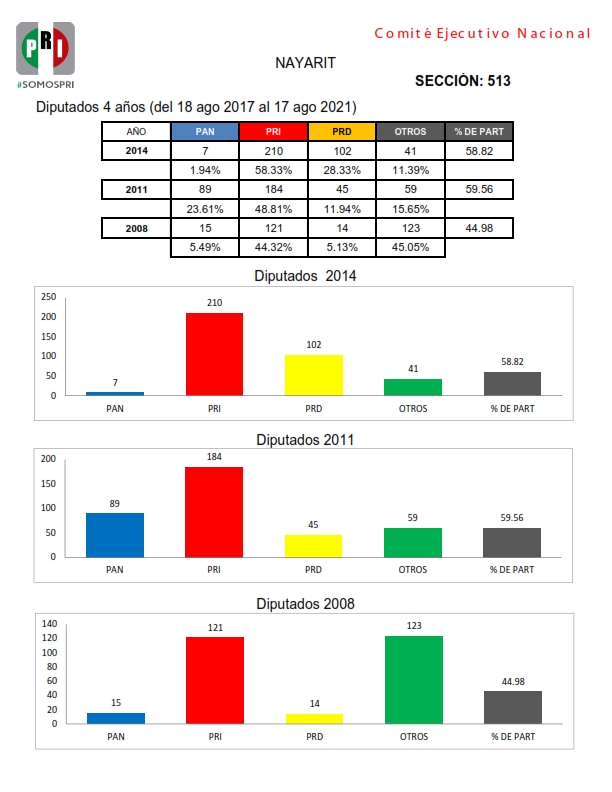 Comité Ejecutivo Nacional
PRI
#SOMOSPRI
NAYARIT
SECCIÓN: 513
Diputados 4 años (del 18 ago 2017 al 17 ago 2021)
AÑO PAN PRI PRD OTROS % DE PART
2014 7 210 102 41 58.82
1.94% 58.33% 28.33% 11.39%
2011 89 184 45 59 59.56
23.61% 48.81% 11.94% 15.65%
2008 15 121 14 123 44.98
5.49% 44.32% 5.13% 45.05%
Diputados 2014
250
200
150
100
50
0
7 210 102 41 58.82
PAN PRI PRD OTROS % DE PART
Diputados 2011
200
150
100
50
0
89 184 45 59 59.56
PAN PRI PRD OTROS % DE PART
Diputados 2008
140
120
100
80
60
40
20
0
15 121 14 123 44.98
PAN PRI PRD OTROS % DE PART